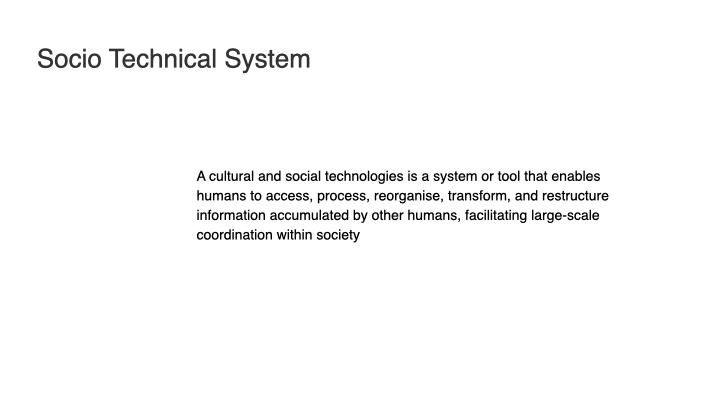 Socio Technical System
A cultural and social technologies is a system or tool that enables
humans to access, process, reorganise, transform, and restructure
information accumulated by other humans, facilitating large-scale
coordination within society